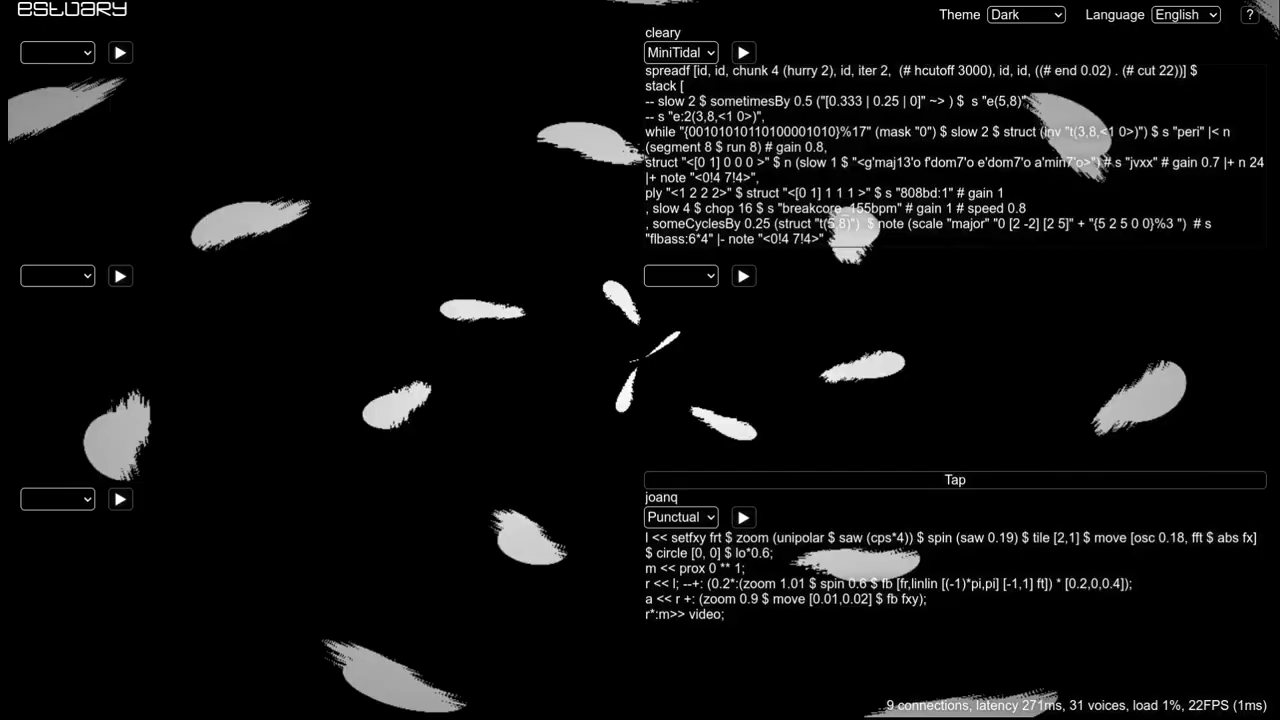 estuary
Theme Dark Language English ?
cleary
MiniTidal
spreadf [id, id, chunk 4 (hurry 2), id, iter 2,  (# hcutoff 3000), id, id, ((# end 0.02) . (# cut 22))] $
stack [
-- slow 2 $ sometimesBy 0.5 ("[0.333 | 0.25 | 0]" ~> ) $  s "e(5,8)",
-- s "e:2(3,8,<1 0>)",
while "{00101010110100001010}%17" (mask "0") $ slow 2 $ struct (inv "t(3,8,<1 0>)") $ s "peri" |< n
(segment 8 $ run 8) # gain 0.8,
struct "<[0 1] 0 0 0 >" $ n (slow 1 $ "<g'maj13'o f'dom7'o e'dom7'o a'min7'o>") # s "jvxx" # gain 0.7 |+ n 24
|+ note "<0!4 7!4>",
ply "<1 2 2 2>" $ struct "<[0 1] 1 1 1 >" $ s "808bd:1" # gain 1
, slow 4 $ chop 16 $ s "breakcore_155bpm" # gain 1 # speed 0.8
, someCyclesBy 0.25 (struct "t(5,8)")  $ note (scale "major" "0 [2 -2] [2 5]" + "{5 2 5 0 0}%3 ")  # s
"flbass:6*4" |- note "<0!4 7!4>"
Tap
joanq
Punctual
l << setfxy frt $ zoom (unipolar $ saw (cps*4)) $ spin (saw 0.19) $ tile [2,1] $ move [osc 0.18, fft $ abs fx]
$ circle [0, 0] $ lo*0.6;
m << prox 0 ** 1;
r << l; --+: (0.2*:(zoom 1.01 $ spin 0.6 $ fb [fr,linlin [(-1)*pi,pi] [-1,1] ft]) * [0.2,0,0.4]);
a << r +: (zoom 0.9 $ move [0.01,0.02] $ fb fxy);
r*:m>> video;
9 connections, latency 271ms, 31 voices, load 1%, 22FPS (1ms)